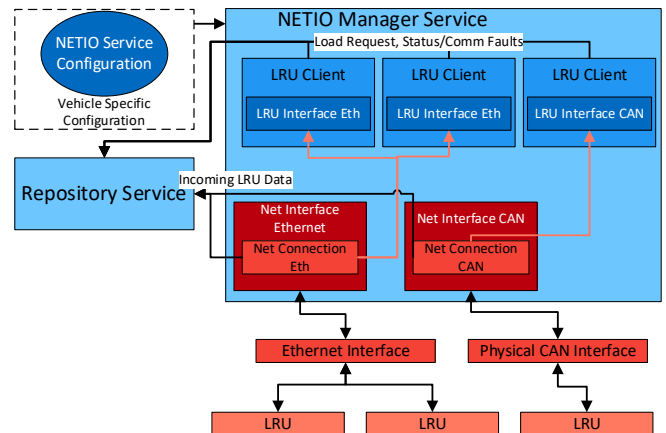 NETIO Manager Service
NETIO Service
Configuration
Vehicle Specific
Configuration
Load Request, Status/Comm Faults
LRU CLient
LRU CLient
LRU CLient
LRU Interface Eth
LRU Interface Eth
LRU Interface CAN
Repository Service
Incoming LRU Data
Net Interface
Ethernet
Net Interface CAN
Net Connection
Eth
Net Connection
CAN
Ethernet Interface
Physical CAN Interface
LRU
LRU
LRU